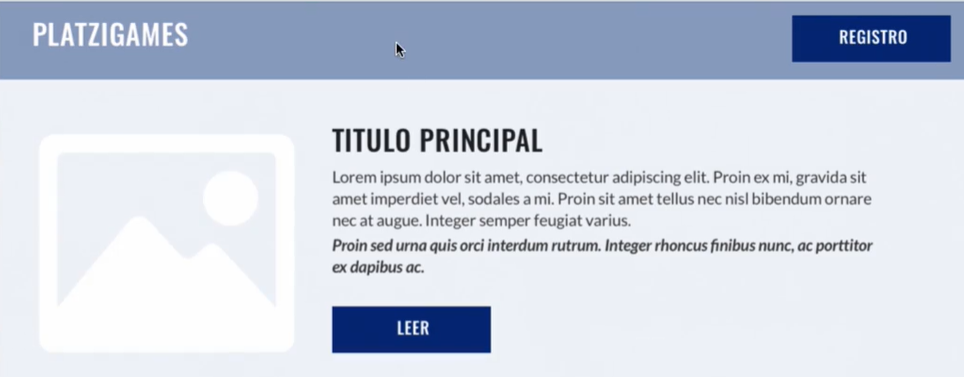 PLATZIGAMES
REGISTRO
TITULO PRINCIPAL
Lorem ipsum dolor sit amet, consectetur adipiscing elit. Proin ex mi, gravida sit
amet imperdiet vel, sodales a mi. Proin sit amet tellus nec nisl bibendum ornare
nec at augue. Integer semper feugiat varius.
Proin sed urna quis orci interdum rutrum. Integer rhoncus finibus nunc, ac porttitor
ex dapibus ac.
LEER